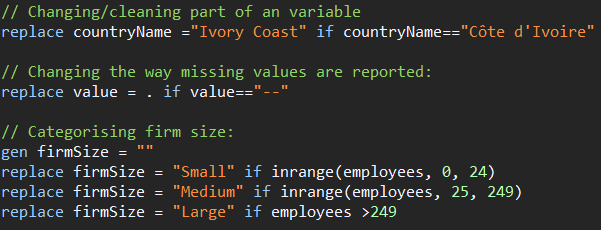 // Changing/cleaning part of an variable
replace countryName ="Ivory Coast" if countryName=="Côte d'Ivoire"
// Changing the way missing values are reported:
replace value = . if value=="--"
// Categorising firm size:
gen firmSize = ""
replace firmSize = "Small" if inrange(employees, 0, 24)
replace firmSize = "Medium" if inrange(employees, 25, 249)
replace firmSize = "Large" if employees >249